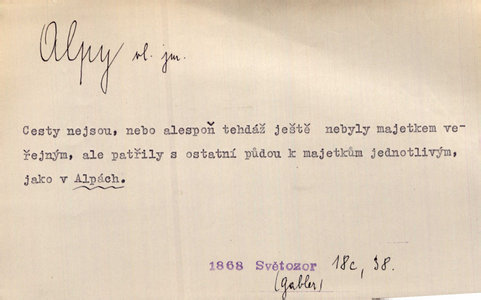 Alpy vl. jm.
Cesty nejsou, nebo alespoň tehdáž ještě nebyly majetkem ve-
řejným, ale patřily s ostatní půdou k majetkům jednotlivým,
jako v Alpách.
1868 Světozor 18c, 38.
(Gabler)